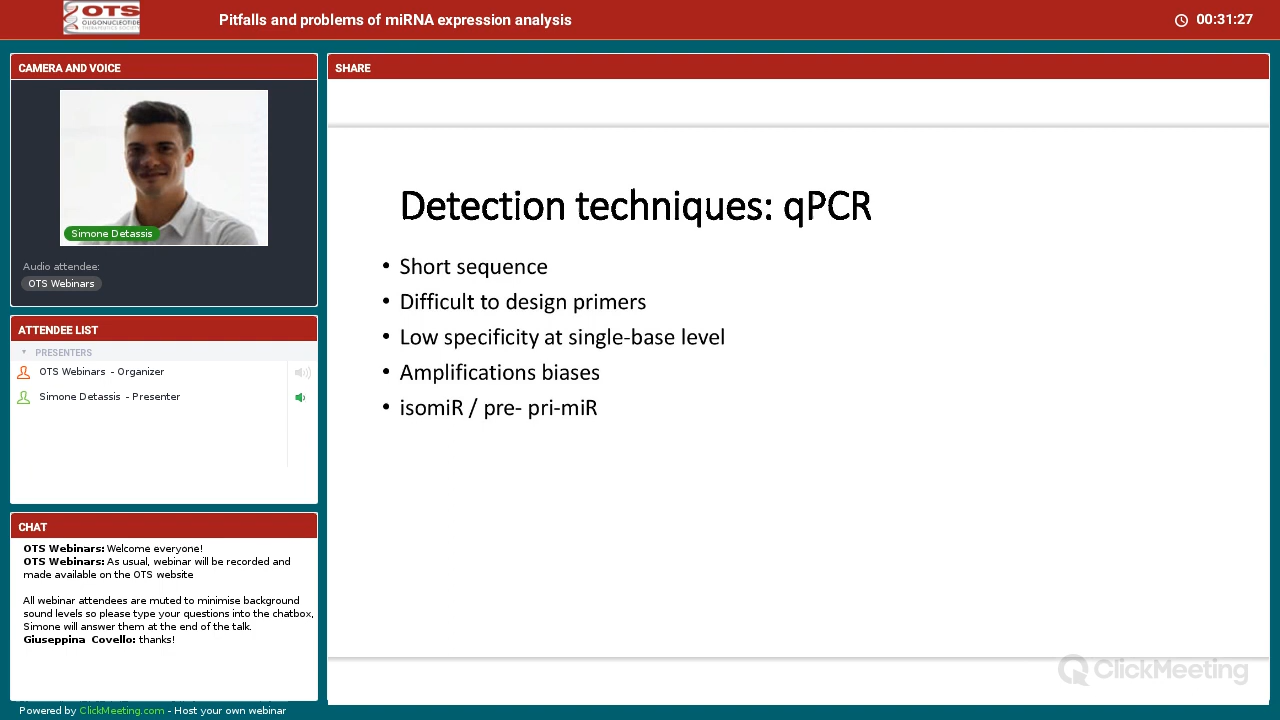 OTS
OLIGONUCLEOTIDE
THERAPEUTICS SOCIETY
Pitfalls and problems of miRNA expression analysis
00:31:27
CAMERA AND VOICE
Simone Detassis
Audio attendee:
OTS Webinars
ATTENDEE LIST
PRESENTERS
OTS Webinars - Organizer
Simone Detassis - Presenter
CHAT
OTS Webinars: Welcome everyone!
OTS Webinars: As usual, webinar will be recorded and
made available on the OTS website
All webinar attendees are muted to minimise background
sound levels so please type your questions into the chatbox,
Simone will answer them at the end of the talk.
Giuseppina Covello: thanks!
Powered by ClickMeeting.com - Host your own webinar
SHARE
Detection techniques: qPCR
• Short sequence
• Difficult to design primers
• Low specificity at single-base level
• Amplifications biases
• isomiR / pre- pri-miR
ClickMeeting